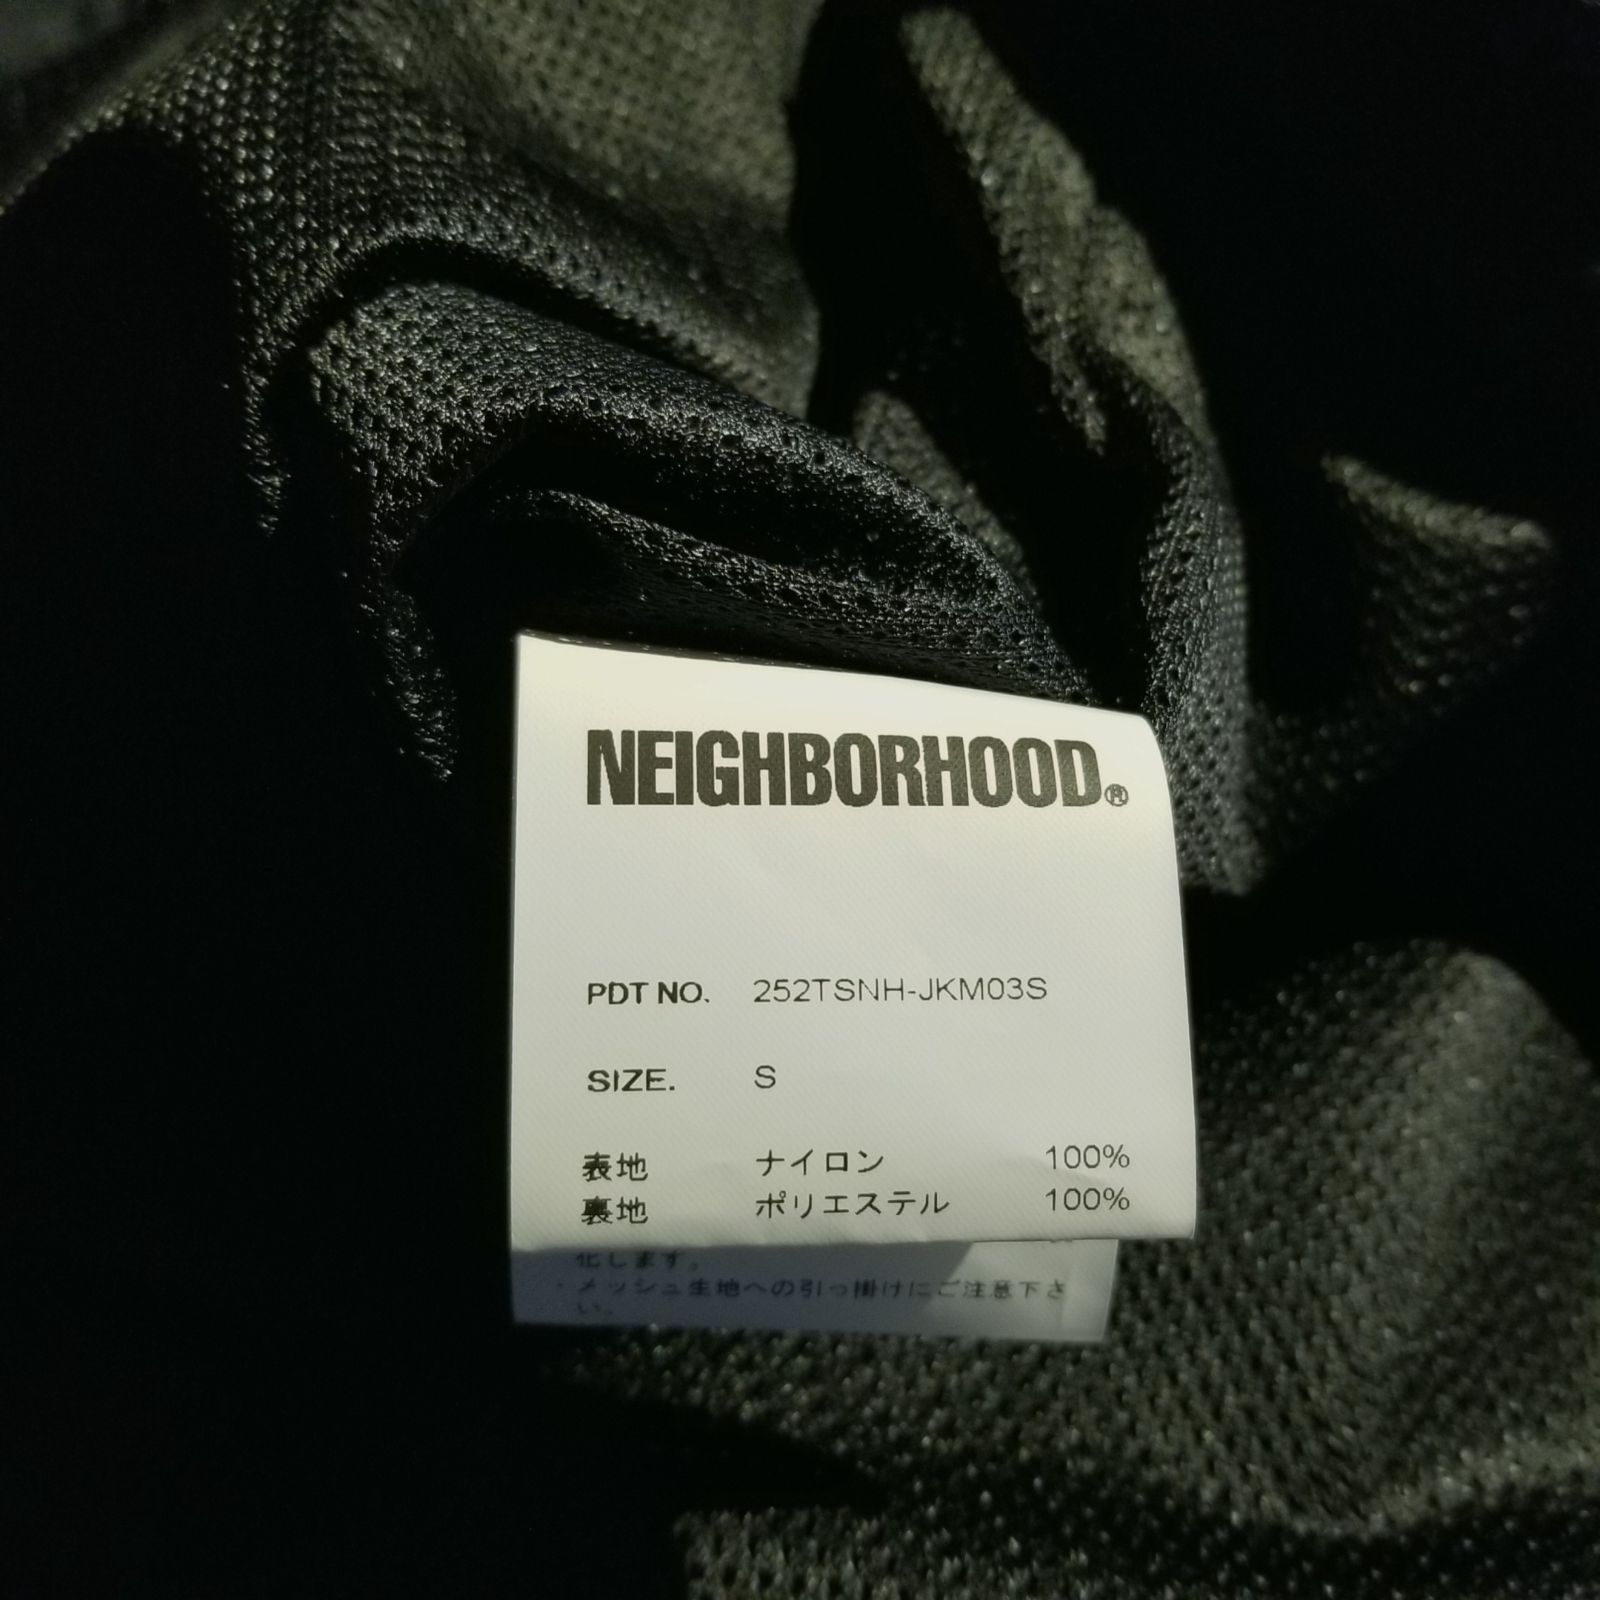 NEIGHBORHOOD®
PDT NO. 252TSNH-JKM03S
SIZE. S
表地 ナイロン 100%
裏地 ポリエステル 100%
化します。
・メッシュ生地への引っ掛けにご注意下さ
い。